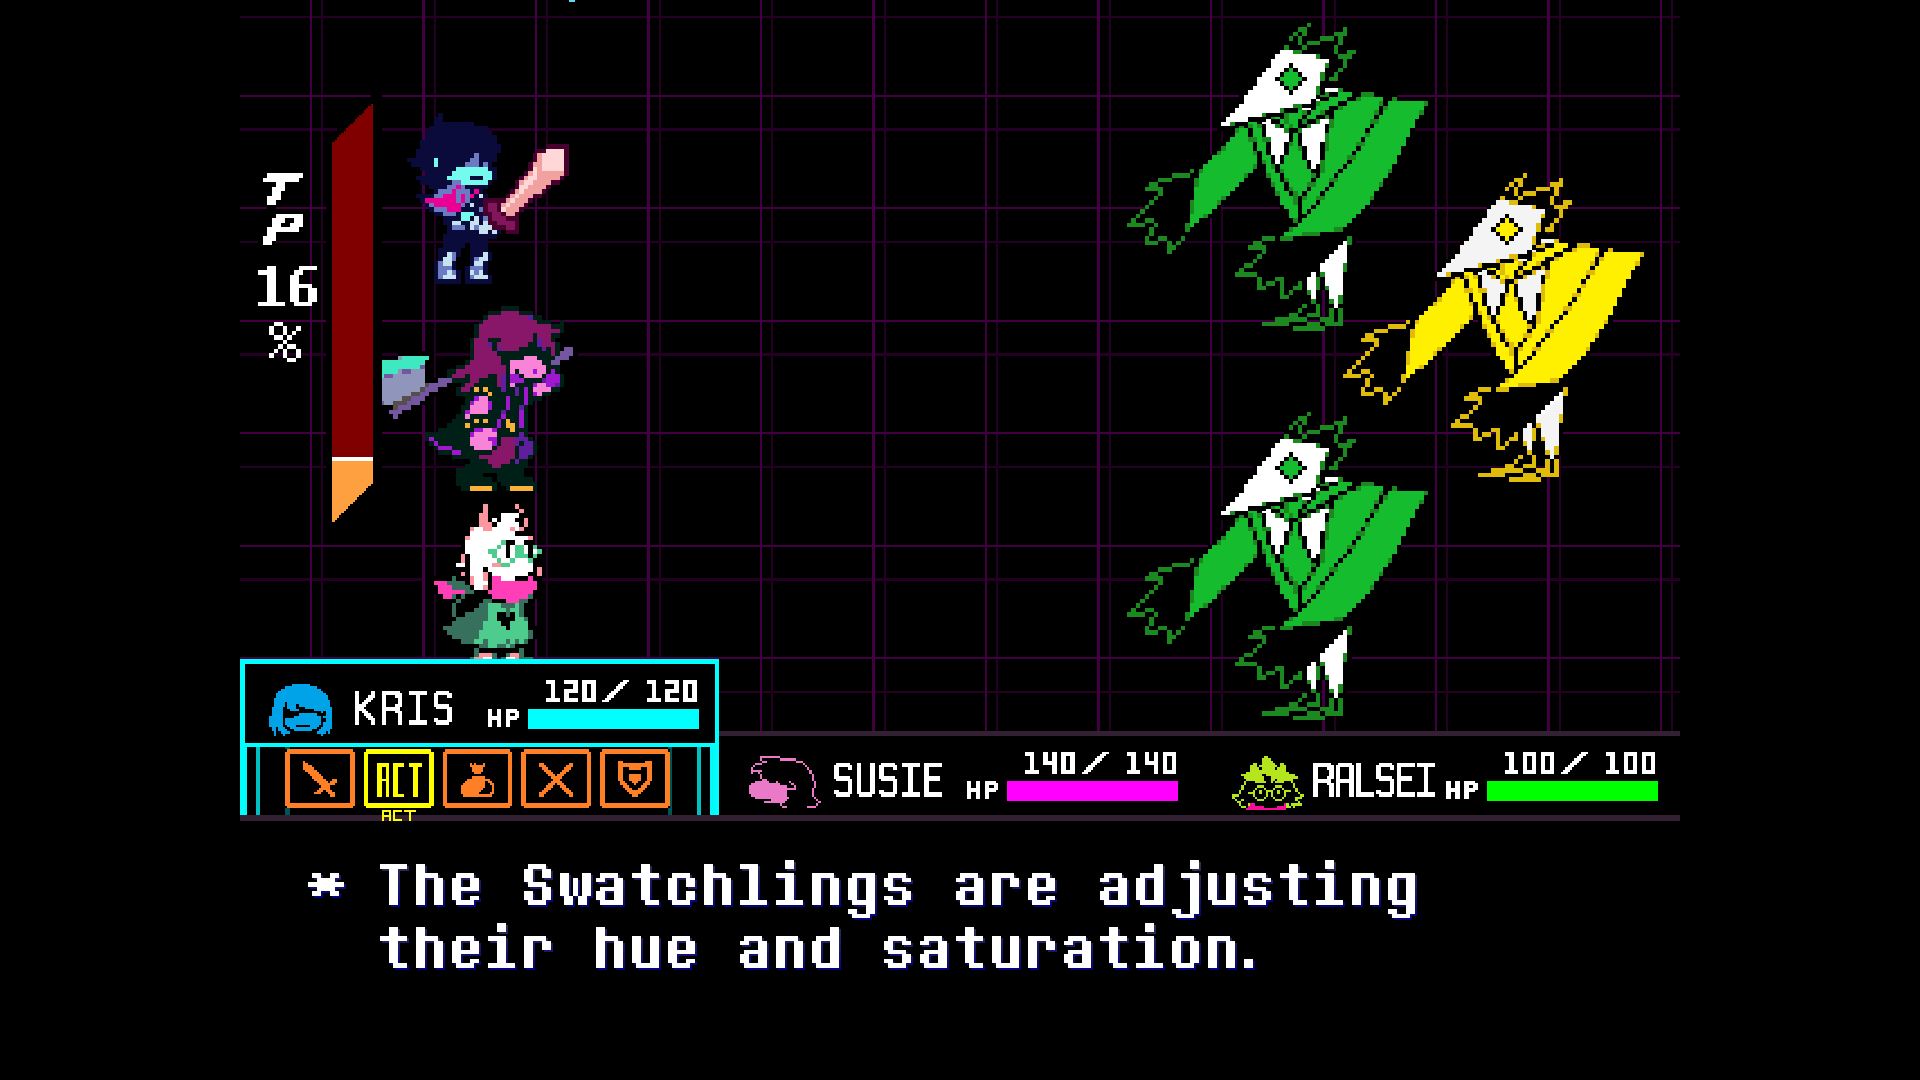 T
P
16
%
KRIS HP 120/ 120
ACT
ACT
SUSIE HP 140/ 140
RALSEI HP 100/ 100
* The Swatchlings are adjusting
their hue and saturation.